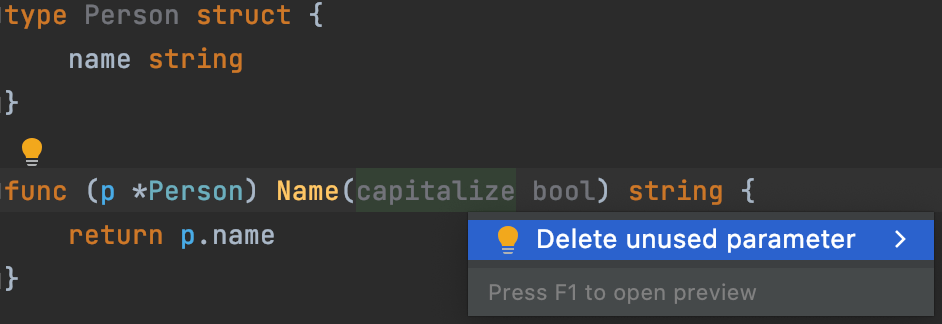 type Person struct {
name string
}
func (p *Person) Name(capitalize bool) string {
return p.name
Delete unused parameter
}
Press F1 to open preview